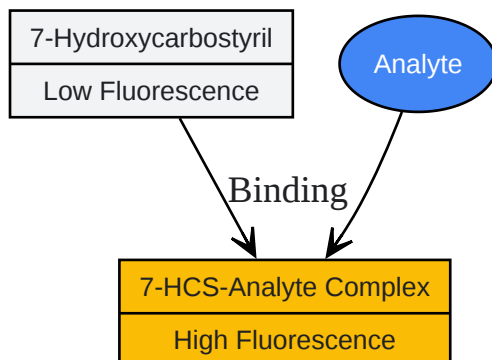 7-Hydroxycarbostyril
Low Fluorescence
Analyte
Binding
7-HCS-Analyte Complex
High Fluorescence